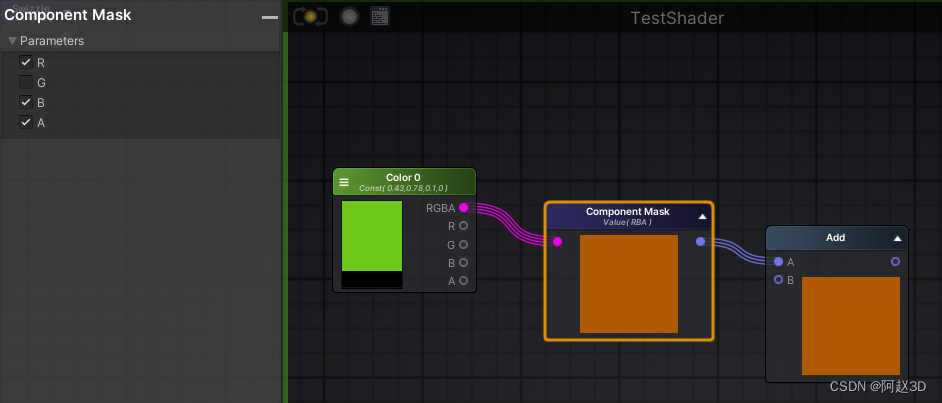 Component Mask
Parameters
R
G
B
A
TestShader
Color 0
Const( 0.43,0.78,0.1,0 )
RGBA
R
G
B
A
Component Mask
Value( RBA )
Add
A
B
CSDN @阿赵3D